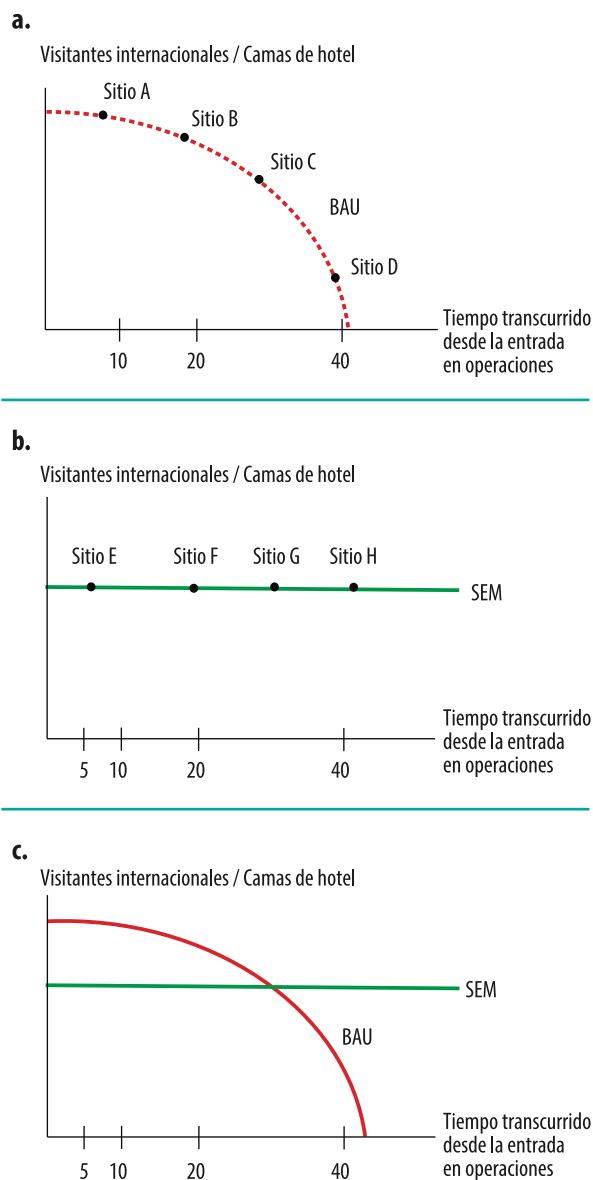 a.
Visitantes internacionales / Camas de hotel
Sitio A
Sitio B
Sitio C
BAU
Sitio D
Tiempo transcurrido
desde la entrada
en operaciones
10 20 40
b.
Visitantes internacionales / Camas de hotel
Sitio E Sitio F Sitio G Sitio H
SEM
Tiempo transcurrido
desde la entrada
en operaciones
5 10 20 40
c.
Visitantes internacionales / Camas de hotel
SEM
BAU
Tiempo transcurrido
desde la entrada
en operaciones
5 10 20 40